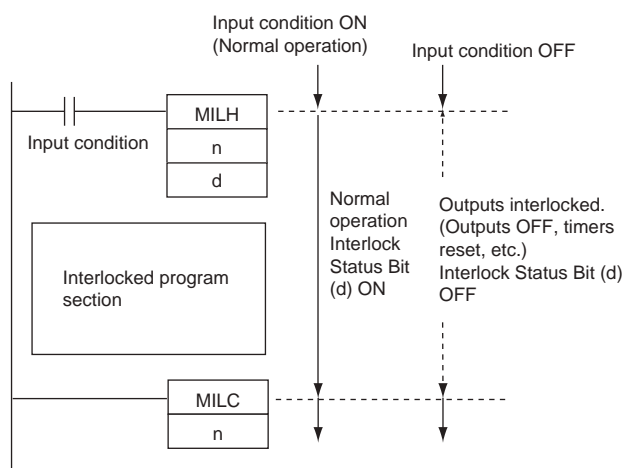 Input condition ON
(Normal operation)
Input condition OFF
MILH
Input condition
n
d
Normal
operation
Interlock
Status Bit
(d) ON
Outputs interlocked.
(Outputs OFF, timers
reset, etc.)
Interlock Status Bit (d)
OFF
Interlocked program
section
MILC
n